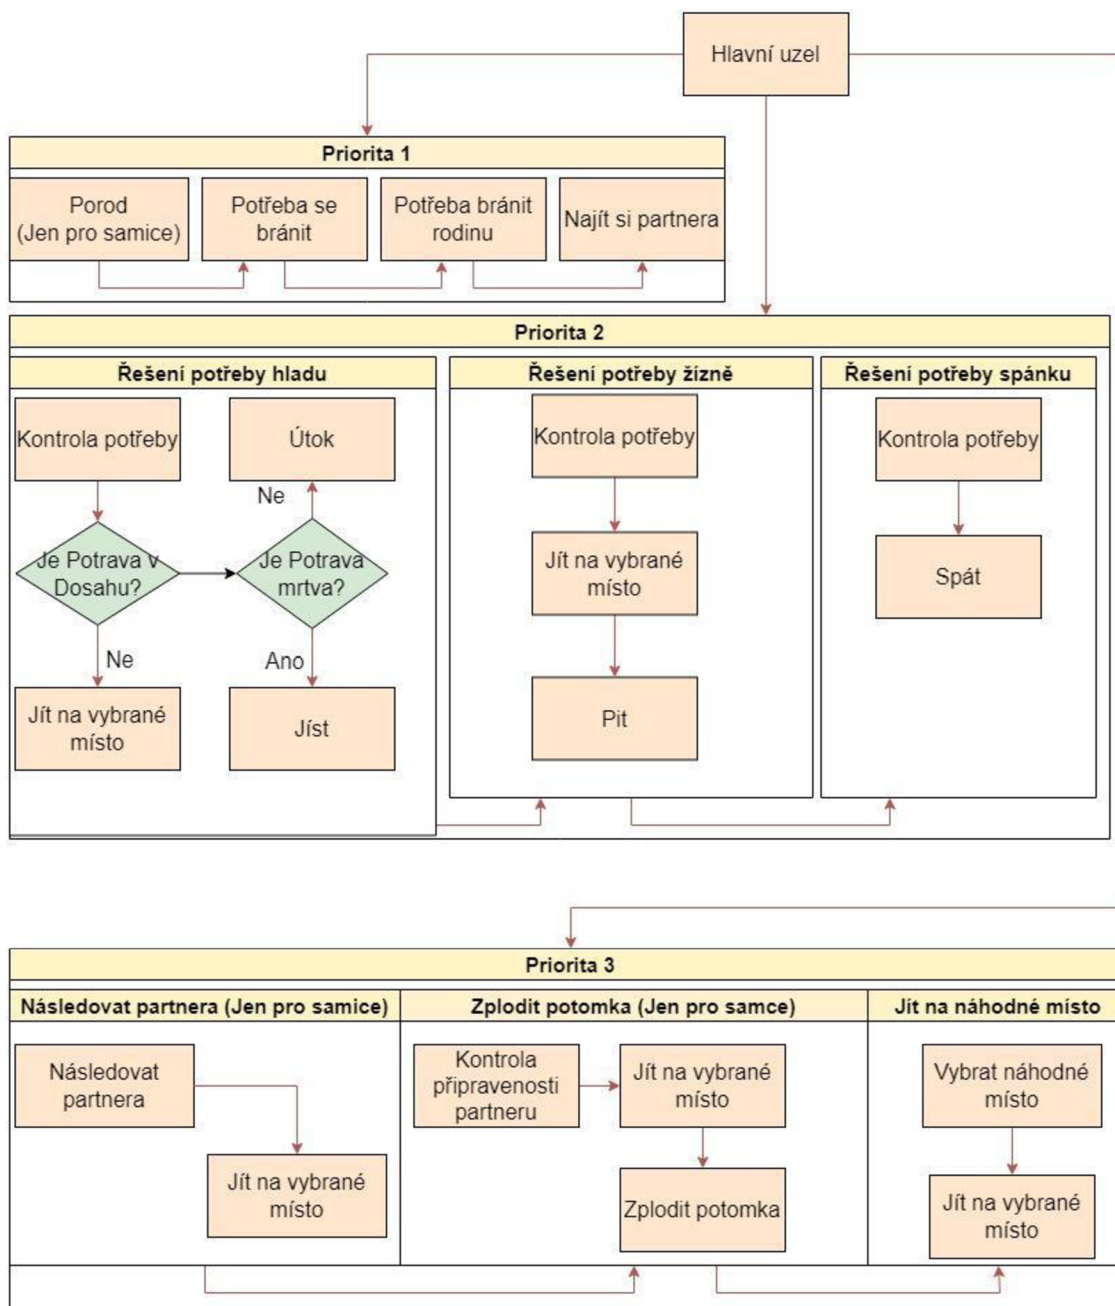 Hlavní uzel
Priorita 1
Porod
(Jen pro samice)
Potřeba se
bránit
Potřeba bránit
rodinu
Najít si partnera
Priorita 2
Řešení potřeby hladu
Kontrola potřeby
Útok
Ne
Je Potrava v
Dosahu?
Je Potrava
mrtva?
Ne
Ano
Jít na vybrané
místo
Jíst
Řešení potřeby žízně
Kontrola potřeby
Jít na vybrané
místo
Pit
Řešení potřeby spánku
Kontrola potřeby
Spát
Priorita 3
Následovat partnera (Jen pro samice)
Následovat
partnera
Jít na vybrané
místo
Zplodit potomka (Jen pro samce)
Kontrola
připravenosti
partneru
Jít na vybrané
místo
Zplodit potomka
Jít na náhodné místo
Vybrat náhodné
místo
Jít na vybrané
místo